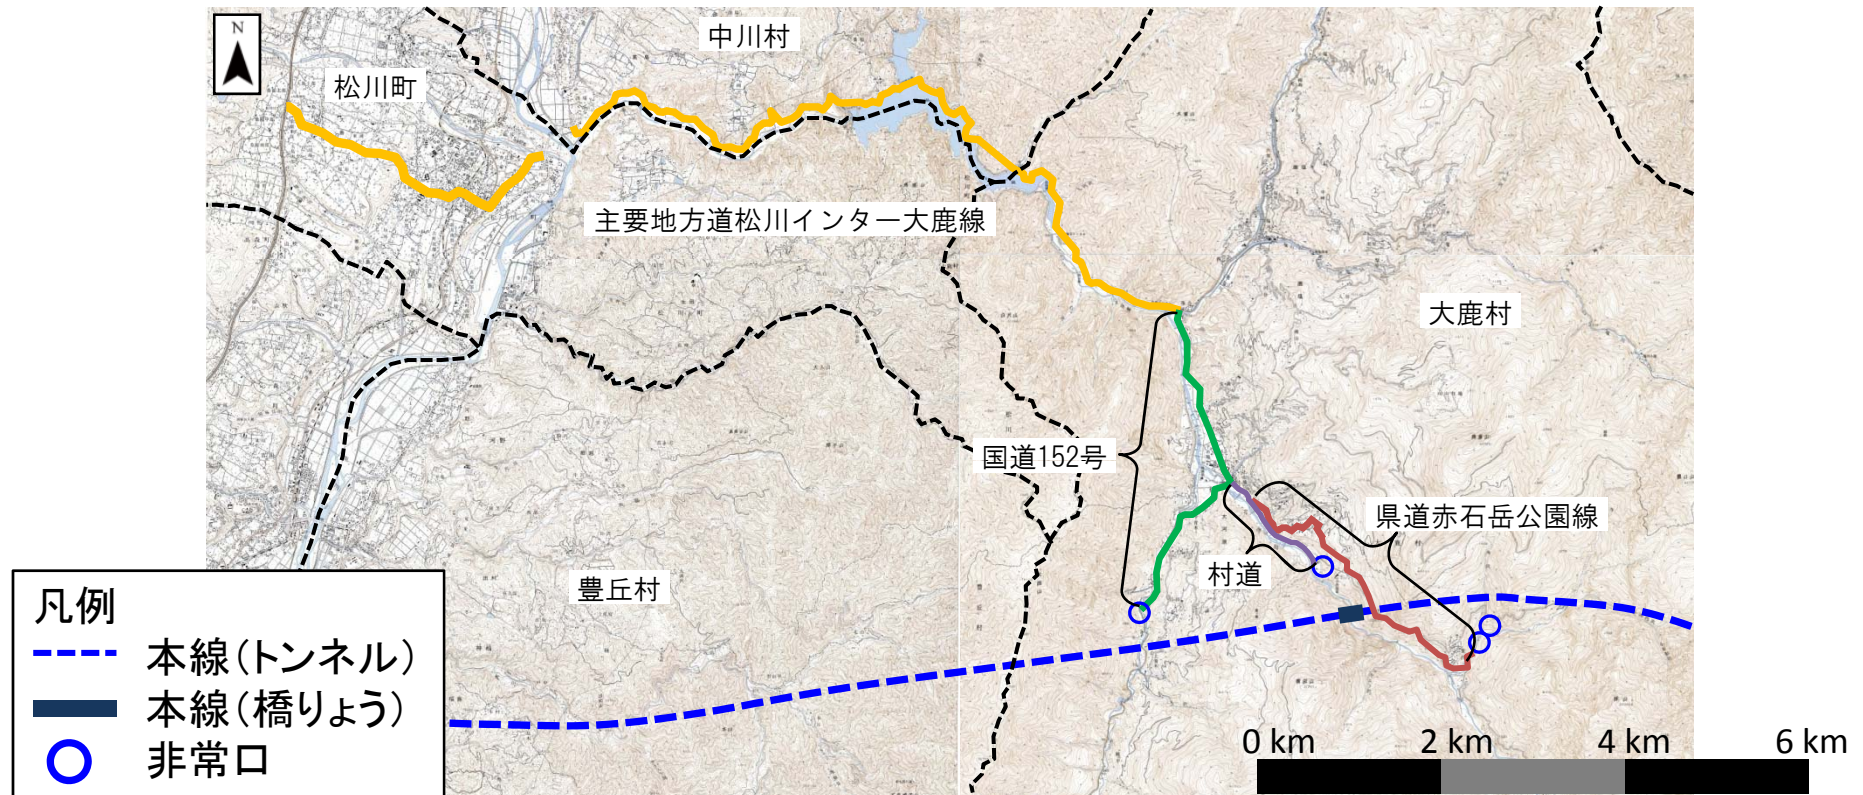 N
中川村
松川町
主要地方道松川インター大鹿線
大鹿村
国道152号
県道赤石岳公園線
村道
豊丘村
凡例
本線(トンネル)
本線(橋りょう)
非常口
0 km
2 km
4 km
6 km